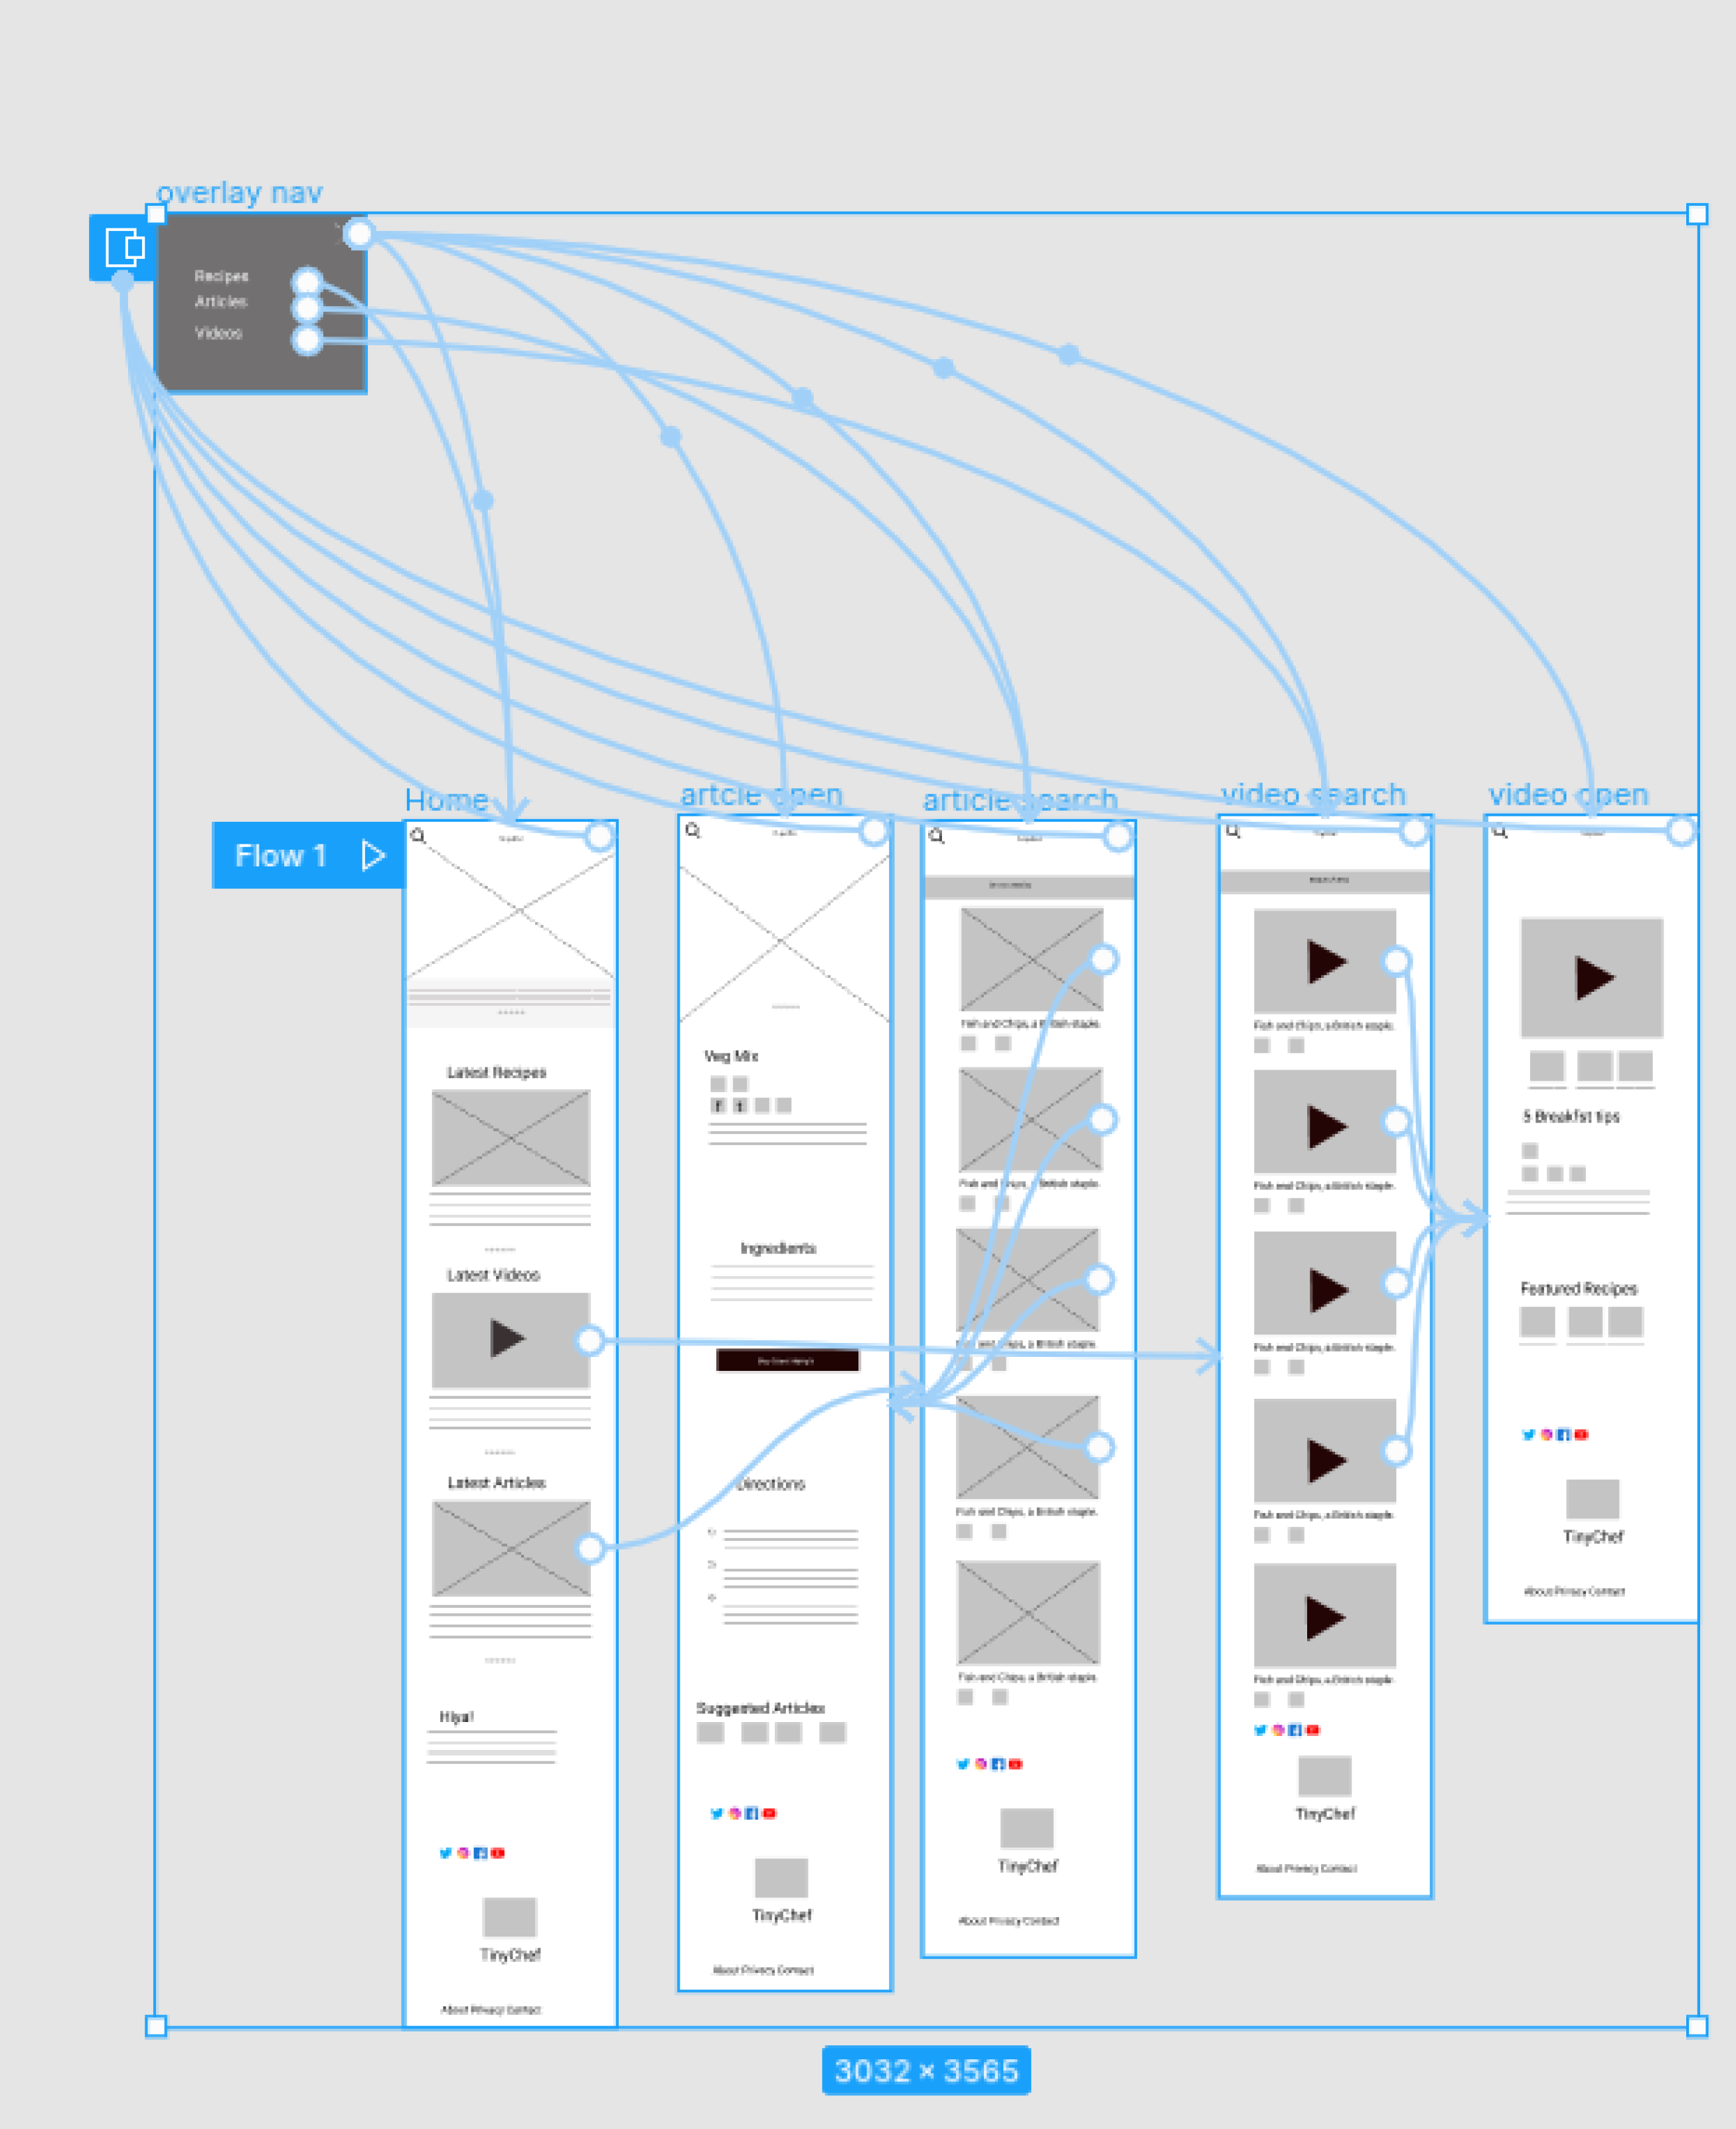 overlay nav
Recipes
Articles
Videos
Home
artcle open
article search
video search
video open
Flow 1
Latest Recipes
Latest Videos
Latest Articles
Hiya!
TinyChef
About Privacy Contact
Veg Mix
f t
Ingredients
Directions
Suggested Articles
TinyChef
About Privacy Contact
Fish and Chips, a British staple.
Fish and Chips, a British staple.
Fish and Chips, a British staple.
Fish and Chips, a British staple.
Fish and Chips, a British staple.
TinyChef
About Privacy Contact
Fish and Chips, a British staple.
Fish and Chips, a British staple.
Fish and Chips, a British staple.
Fish and Chips, a British staple.
Fish and Chips, a British staple.
TinyChef
About Privacy Contact
5 Breakfst tips
Featured Recipes
TinyChef
About Privacy Contact
3032 × 3565